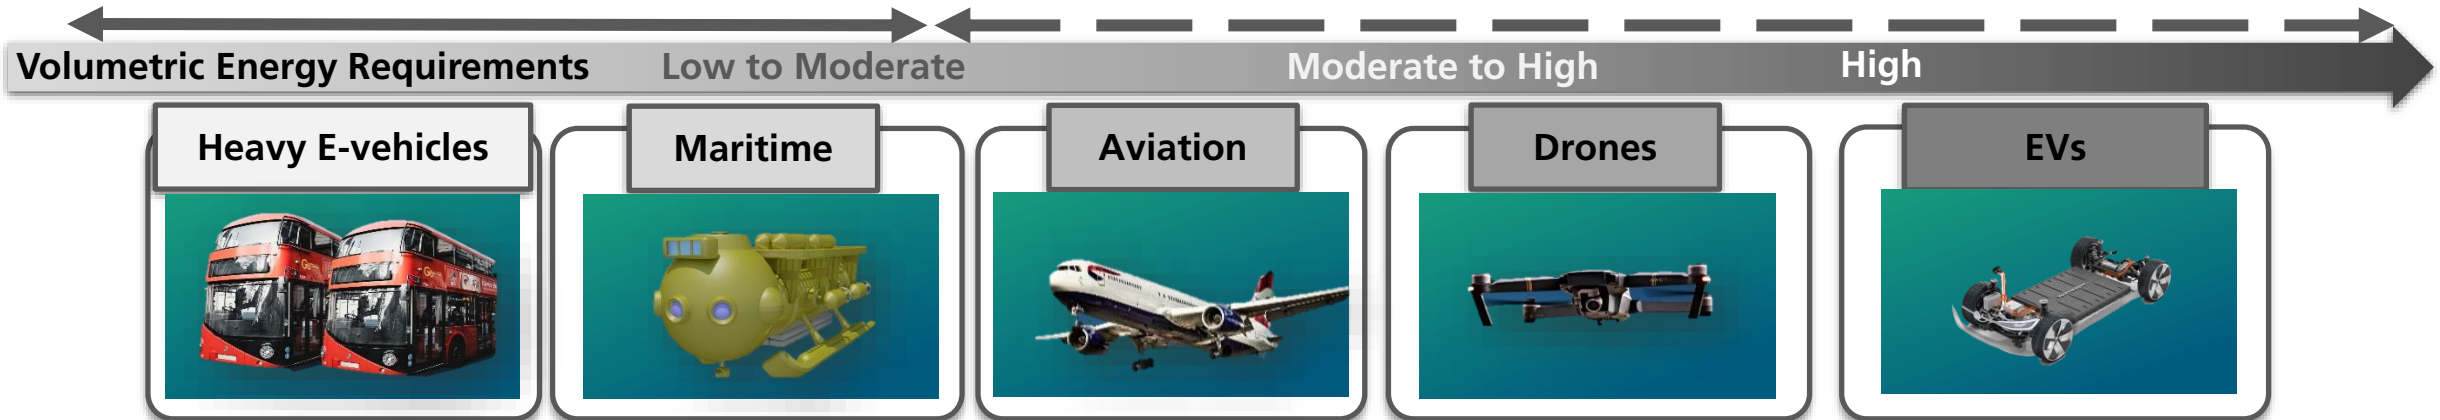 Volumetric Energy Requirements Low to Moderate Moderate to High High
Heavy E-vehicles Maritime Aviation Drones EVs